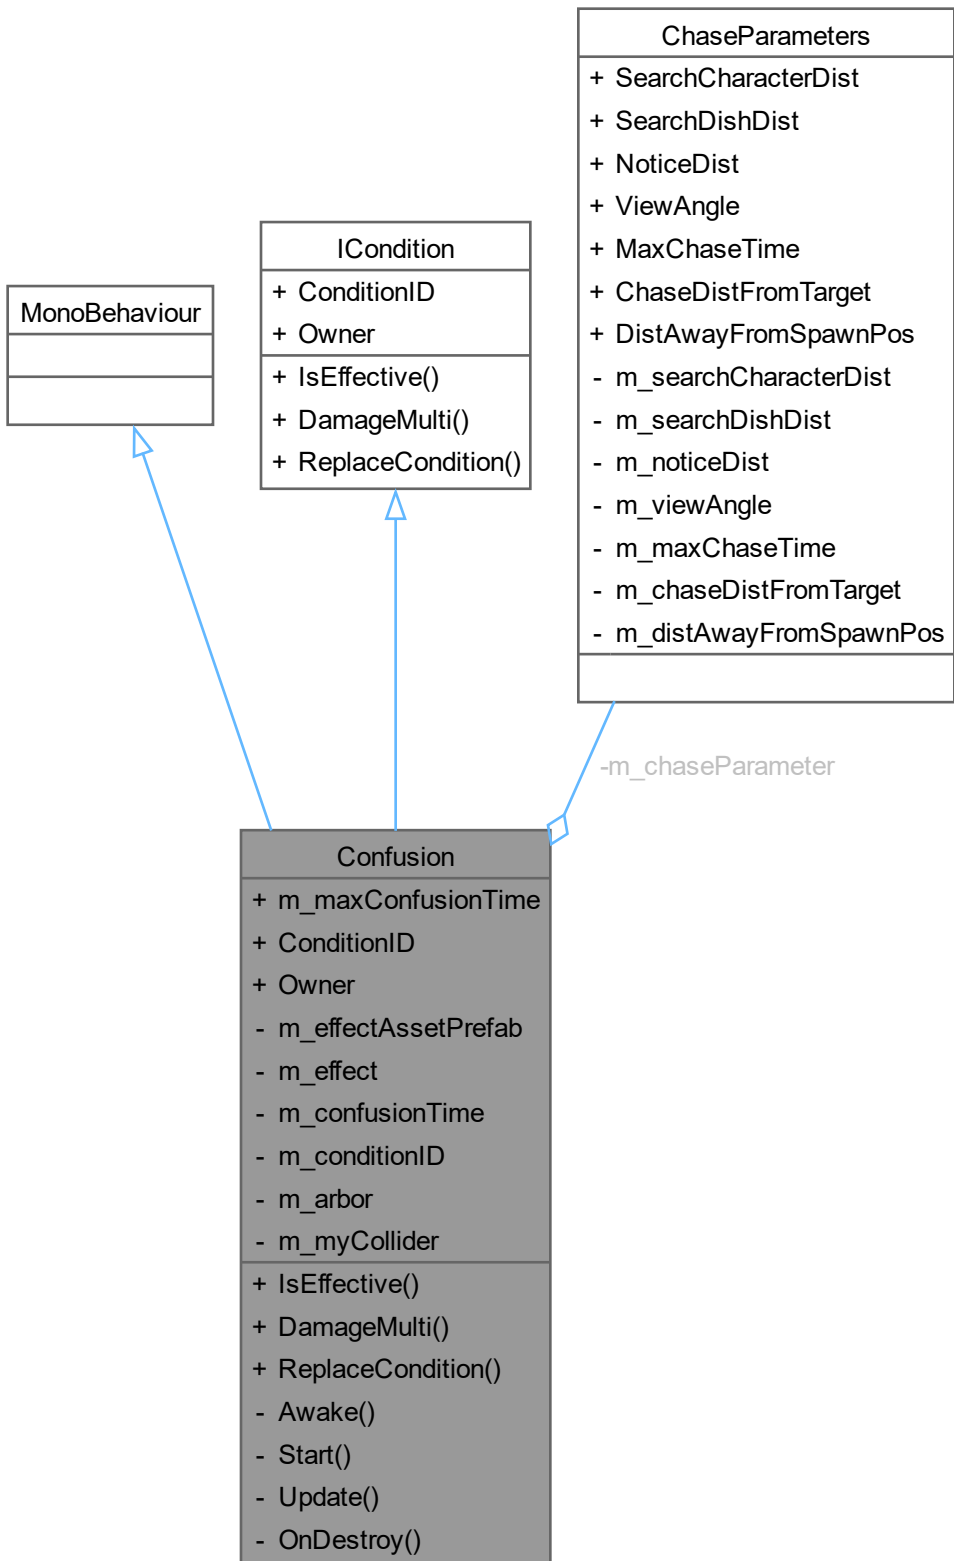 ChaseParameters
+ SearchCharacterDist
+ SearchDishDist
+ NoticeDist
+ ViewAngle
+ MaxChaseTime
+ ChaseDistFromTarget
+ DistAwayFromSpawnPos
- m_searchCharacterDist
- m_searchDishDist
- m_noticeDist
- m_viewAngle
- m_maxChaseTime
- m_chaseDistFromTarget
- m_distAwayFromSpawnPos
ICondition
+ ConditionID
+ Owner
+ IsEffective()
+ DamageMulti()
+ ReplaceCondition()
MonoBehaviour
-m_chaseParameter
Confusion
+ m_maxConfusionTime
+ ConditionID
+ Owner
- m_effectAssetPrefab
- m_effect
- m_confusionTime
- m_conditionID
- m_arbor
- m_myCollider
+ IsEffective()
+ DamageMulti()
+ ReplaceCondition()
- Awake()
- Start()
- Update()
- OnDestroy()